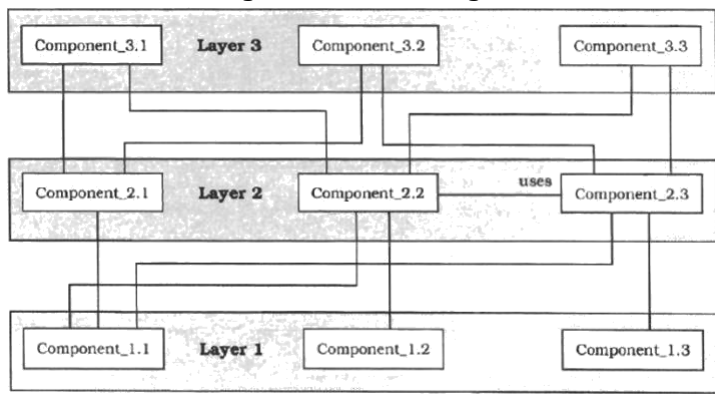 Component_3.1 Layer 3 Component_3.2 Component_3.3
uses
Component_2.1 Layer 2 Component_2.2 Component_2.3
Component_1.1 Layer 1 Component_1.2 Component_1.3